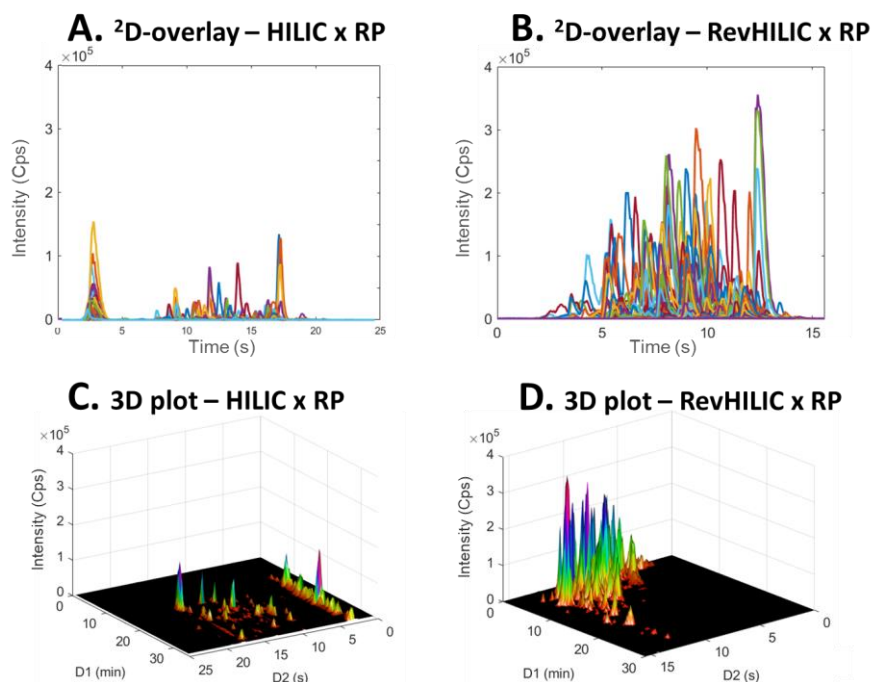 A. ²D-overlay – HILIC x RP
×10⁵
4
3
2
1
0
Intensity (Cps)
0 5 10 15 20 25
Time (s)
B. ²D-overlay – RevHILIC x RP
×10⁵
4
3
2
1
0
Intensity (Cps)
0 5 10 15
Time (s)
C. 3D plot – HILIC x RP
×10⁵
4
3
2
1
0
Intensity (Cps)
0 10 20 30
D1 (min)
25 20 15 10 5 0
D2 (s)
D. 3D plot – RevHILIC x RP
×10⁵
4
3
2
1
0
Intensity (Cps)
0 10 20 30
D1 (min)
15 10 5 0
D2 (s)